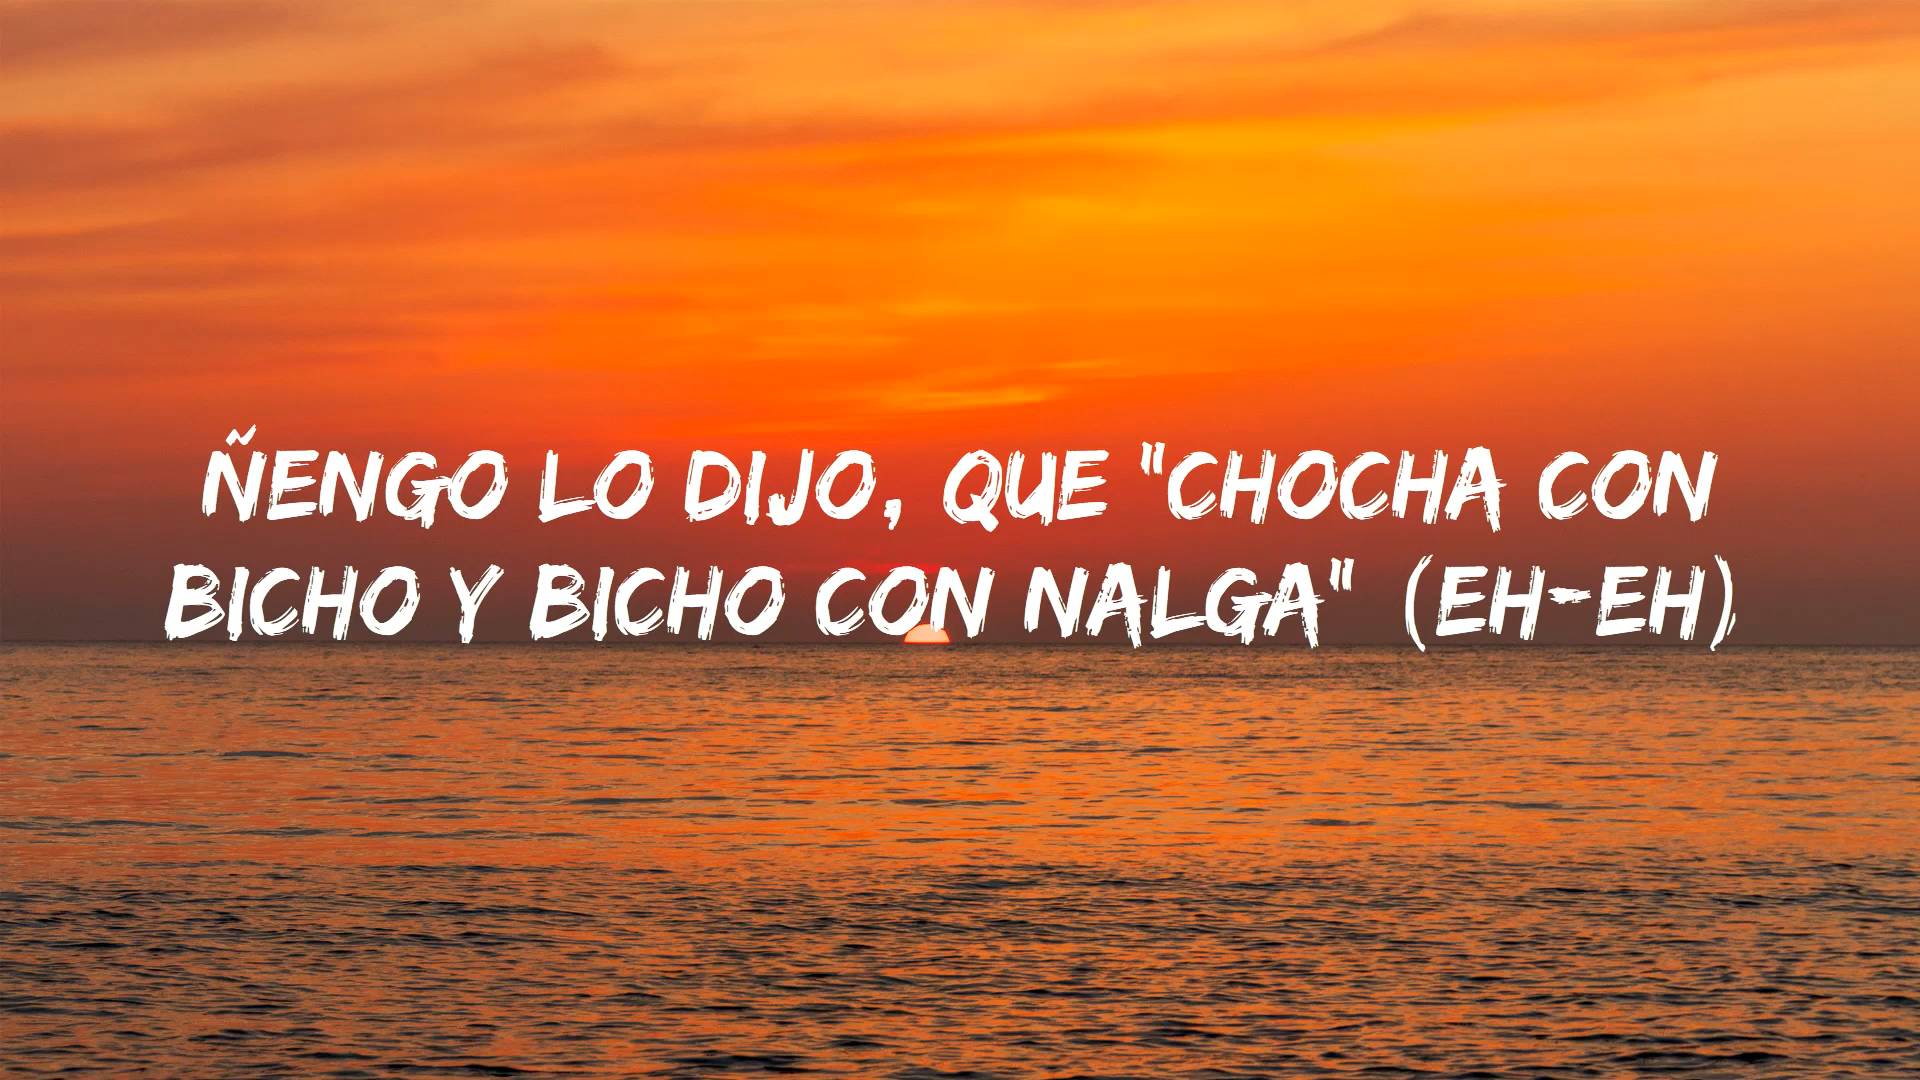 ÑENGO LO DIJO, QUE "CHOCHA CON
BICHO Y BICHO CON NALGA" (EH-EH)